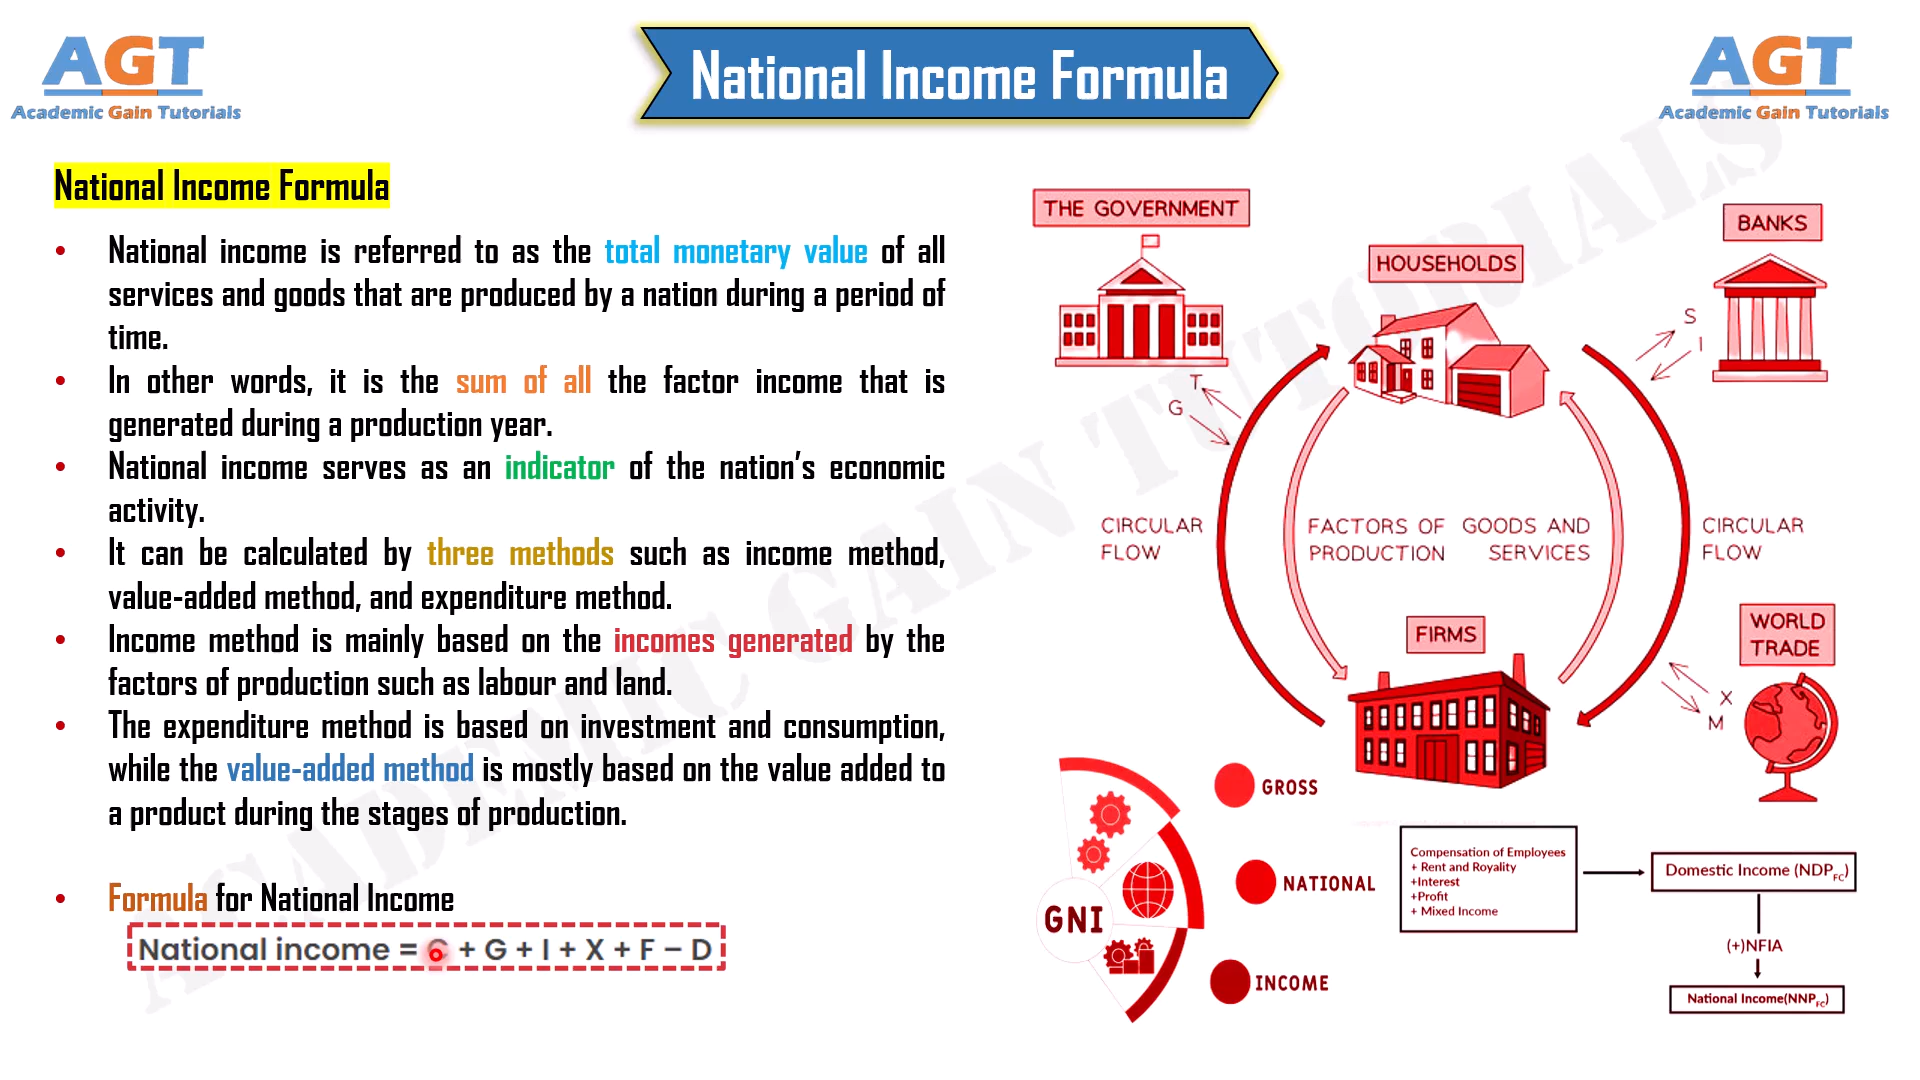 AGT
Academic Gain Tutorials
National Income Formula
AGT
Academic Gain Tutorials
National Income Formula
• National income is referred to as the total monetary value of all
services and goods that are produced by a nation during a period of
time.
• In other words, it is the sum of all the factor income that is
generated during a production year.
• National income serves as an indicator of the nation's economic
activity.
• It can be calculated by three methods such as income method,
value-added method, and expenditure method.
• Income method is mainly based on the incomes generated by the
factors of production such as labour and land.
• The expenditure method is based on investment and consumption,
while the value-added method is mostly based on the value added to
a product during the stages of production.
• Formula for National Income
National income = C + G + I + X + F – D
THE GOVERNMENT
HOUSEHOLDS
BANKS
T
G
S
I
CIRCULAR
FLOW
FACTORS OF
PRODUCTION
GOODS AND
SERVICES
CIRCULAR
FLOW
FIRMS
WORLD
TRADE
X
M
GNI
GROSS
NATIONAL
INCOME
Compensation of Employees
+ Rent and Royality
+Interest
+Profit
+ Mixed Income
Domestic Income (NDPFC)
(+)NFIA
National Income(NNPFC)
ACADEMIC GAIN TUTORIALS